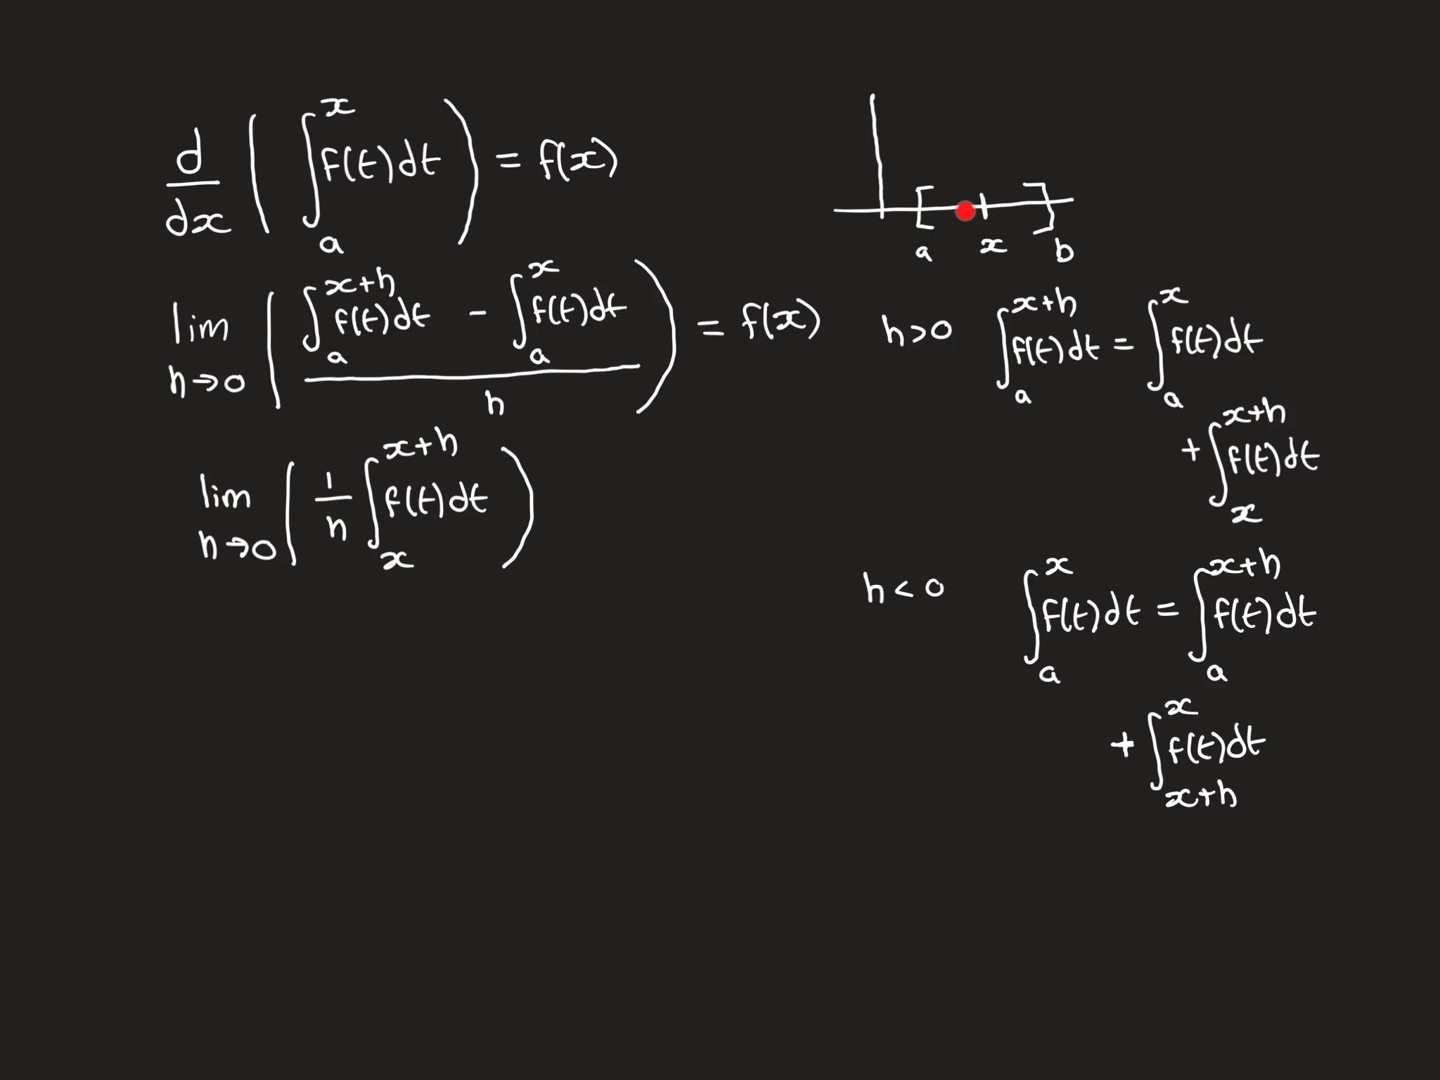 d/dx ( ∫_a^x f(t)dt ) = f(x)
a x b
lim_{h→0} ( ( ∫_a^{x+h} f(t)dt - ∫_a^x f(t)dt ) / h ) = f(x)
h>0 ∫_a^{x+h} f(t)dt = ∫_a^x f(t)dt
+ ∫_x^{x+h} f(t)dt
lim_{h→0} ( 1/h ∫_x^{x+h} f(t)dt )
h<0 ∫_a^x f(t)dt = ∫_a^{x+h} f(t)dt
+ ∫_{x+h}^x f(t)dt